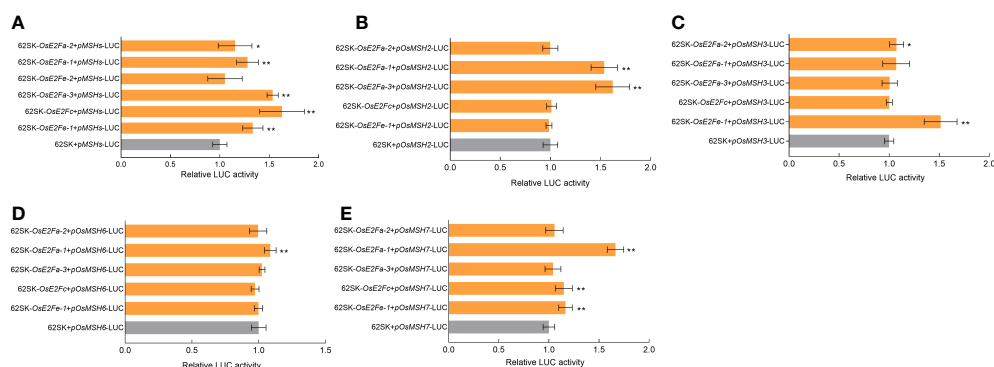 A
62SK-OsE2Fa-2+pMSHs-LUC
*
62SK-OsE2Fa-1+pMSHs-LUC
**
62SK-OsE2Fe-2+pMSHs-LUC
62SK-OsE2Fa-3+pMSHs-LUC
**
62SK-OsE2Fc+pMSHs-LUC
**
62SK-OsE2Fe-1+pMSHs-LUC
**
62SK+pMSHs-LUC
0.0 0.5 1.0 1.5 2.0
Relative LUC activity
B
62SK-OsE2Fa-2+pOsMSH2-LUC
62SK-OsE2Fa-1+pOsMSH2-LUC
**
62SK-OsE2Fa-3+pOsMSH2-LUC
**
62SK-OsE2Fc+pOsMSH2-LUC
62SK-OsE2Fe-1+pOsMSH2-LUC
62SK+pOsMSH2-LUC
0.0 0.5 1.0 1.5 2.0
Relative LUC activity
C
62SK-OsE2Fa-2+pOsMSH3-LUC
*
62SK-OsE2Fa-1+pOsMSH3-LUC
62SK-OsE2Fa-3+pOsMSH3-LUC
62SK-OsE2Fc+pOsMSH3-LUC
62SK-OsE2Fe-1+pOsMSH3-LUC
**
62SK+pOsMSH3-LUC
0.0 0.5 1.0 1.5 2.0
Relative LUC activity
D
62SK-OsE2Fa-2+pOsMSH6-LUC
62SK-OsE2Fa-1+pOsMSH6-LUC
**
62SK-OsE2Fa-3+pOsMSH6-LUC
62SK-OsE2Fc+pOsMSH6-LUC
62SK-OsE2Fe-1+pOsMSH6-LUC
62SK+pOsMSH6-LUC
0.0 0.5 1.0 1.5
Relative LUC activity
E
62SK-OsE2Fa-2+pOsMSH7-LUC
62SK-OsE2Fa-1+pOsMSH7-LUC
**
62SK-OsE2Fa-3+pOsMSH7-LUC
62SK-OsE2Fc+pOsMSH7-LUC
**
62SK-OsE2Fe-1+pOsMSH7-LUC
**
62SK+pOsMSH7-LUC
0.0 0.5 1.0 1.5 2.0
Relative LUC activity